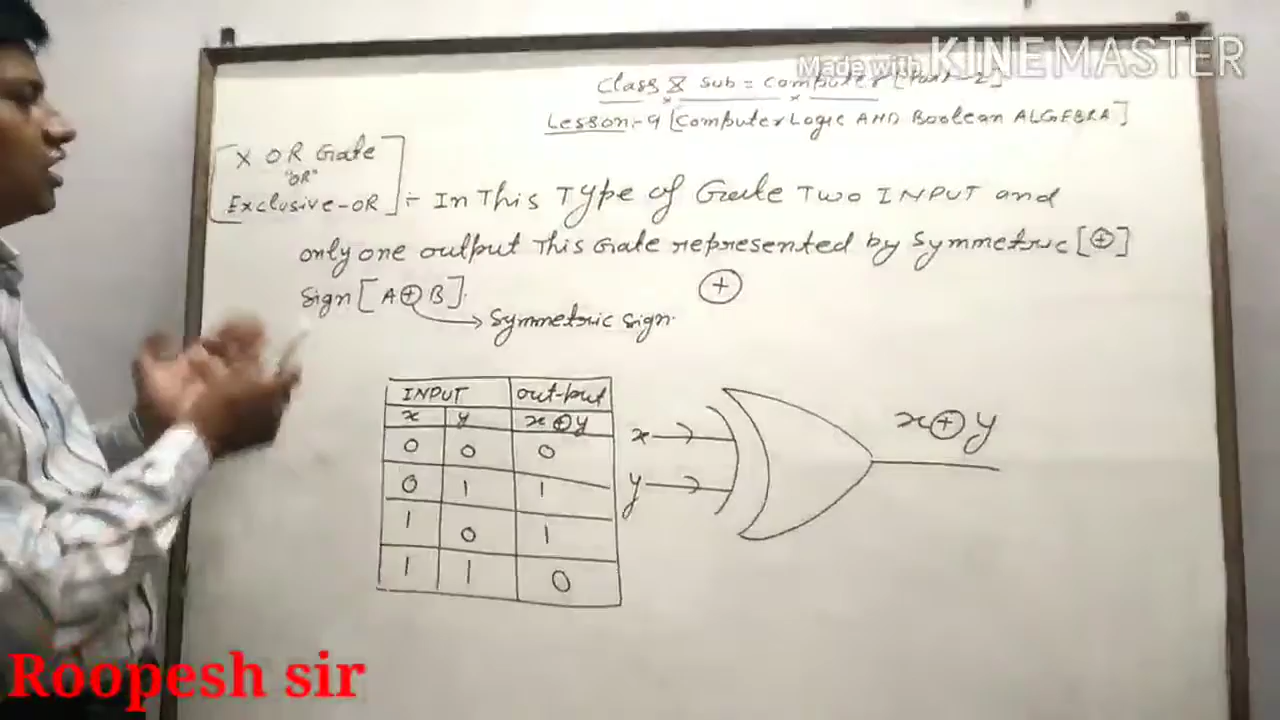 Made with KINEMASTER
Class 8 Sub = Computer [Part-2]
Lesson:-9 [Computer Logic AND Boolean ALGEBRA]
X OR Gate
"OR"
Exclusive-OR :- In This Type of Gate Two INPUT and
only one output This Gate represented by Symmetric [⊕]
Sign [A⊕B].
⊕
Symmetric sign.
INPUT out-put
x y x⊕y
0 0 0
0 1 1
1 0 1
1 1 0
x
y
x⊕y
Roopesh sir